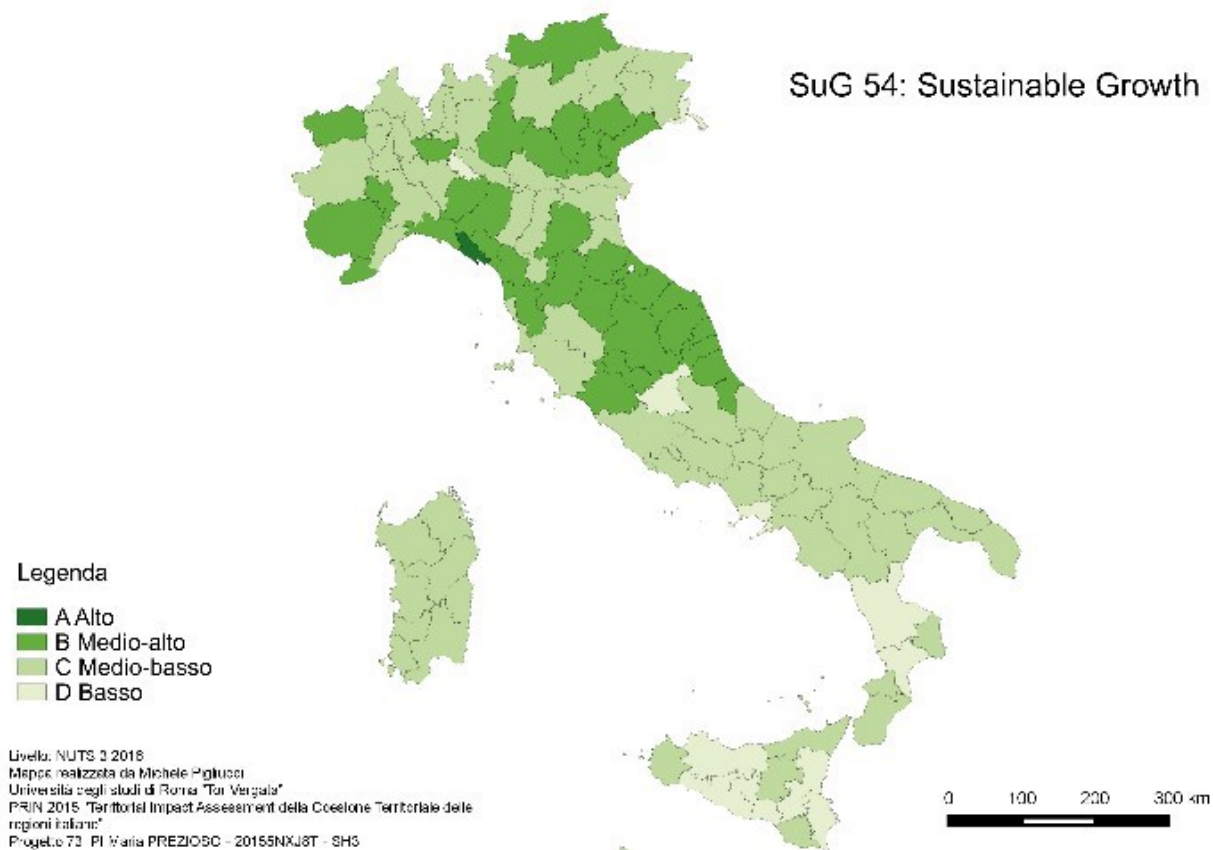 SuG 54: Sustainable Growth
Legenda
A Alto
B Medio-alto
C Medio-basso
D Basso
Livello: NUTS 3 2016
Mappa realizzata da Michele Pigliucci
Università degli studi di Roma "Tor Vergata"
PRIN 2015 "Territorial Impact Assessment della Coesione Territoriale delle
regioni italiane"
Progetto 73 PI Maria PREZIOSO - 20155NXJ8T - SH3
0 100 200 300 km